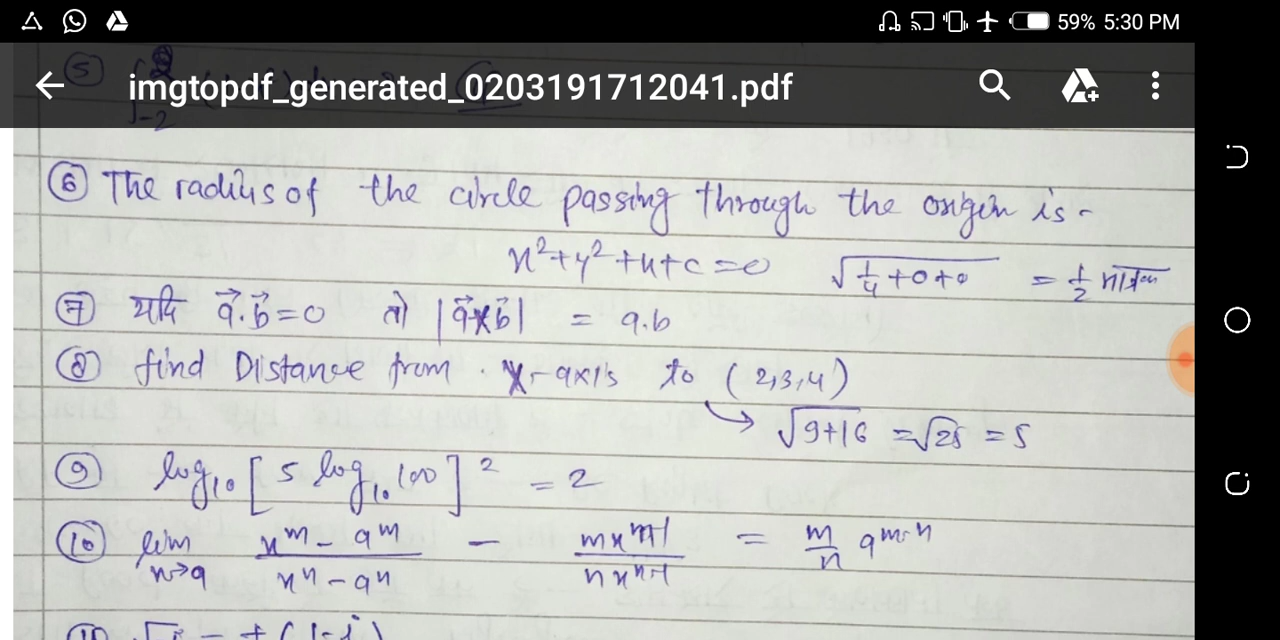 59% 5:30 PM
imgtopdf_generated_0203191712041.pdf
⑤ ∫ -2
⑥ The radius of the circle passing through the origin is -
x²+y²+x+c=0 √(1/4+0+0) = 1/2
⑦ यदि a⃗.b⃗=0 तो |a⃗×b⃗| = a.b
⑧ find Distance from x-axis to (2,3,4)
→ √9+16 =√25 = 5
⑨ log₁₀[5 log₁₀100]² = 2
⑩ lim x→a (xᵐ-aᵐ)/(xⁿ-aⁿ) - (mxᵐ⁻¹)/(nxⁿ⁻¹) = m/n aᵐ⁻ⁿ